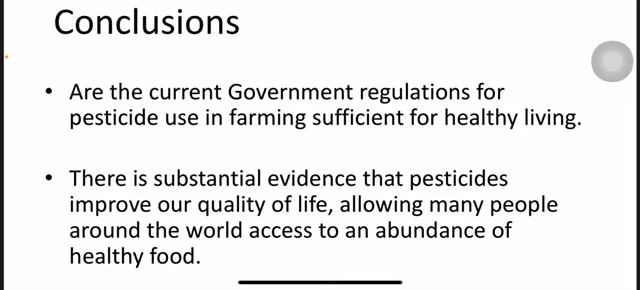 Conclusions
• Are the current Government regulations for
pesticide use in farming sufficient for healthy living.
• There is substantial evidence that pesticides
improve our quality of life, allowing many people
around the world access to an abundance of
healthy food.